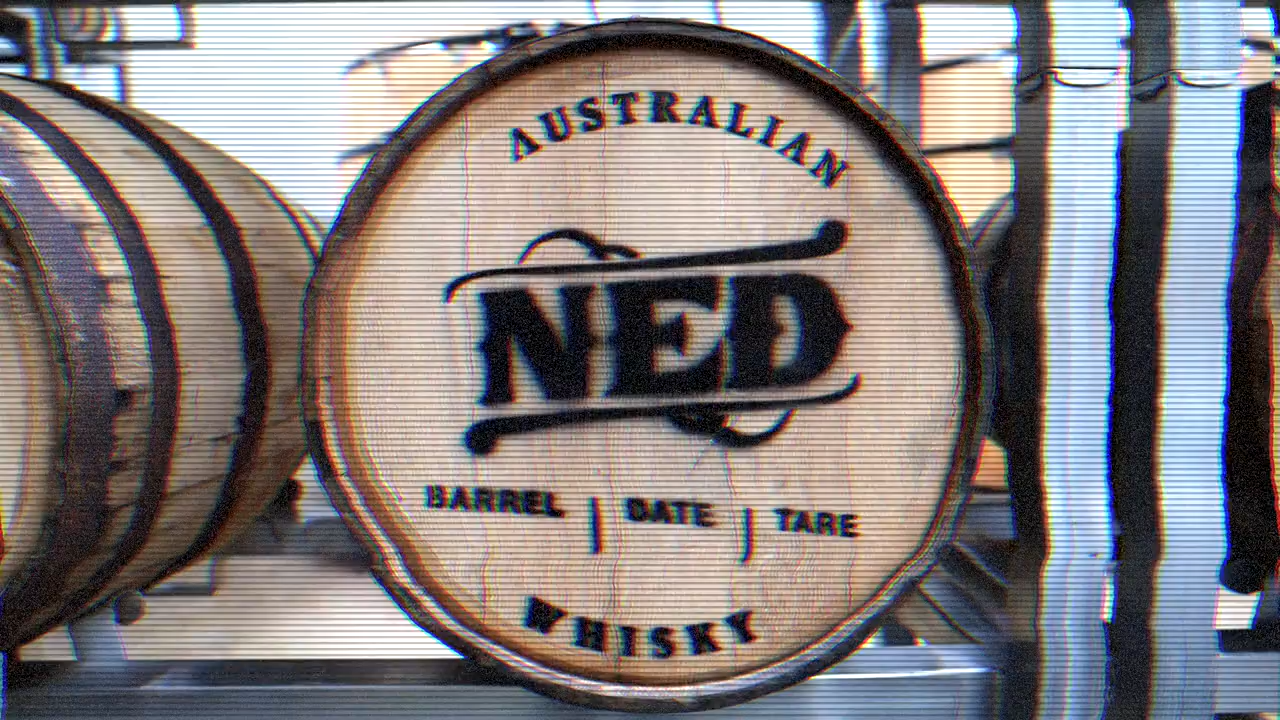 AUSTRALIAN
NED
BARREL | DATE | TARE
WHISKY